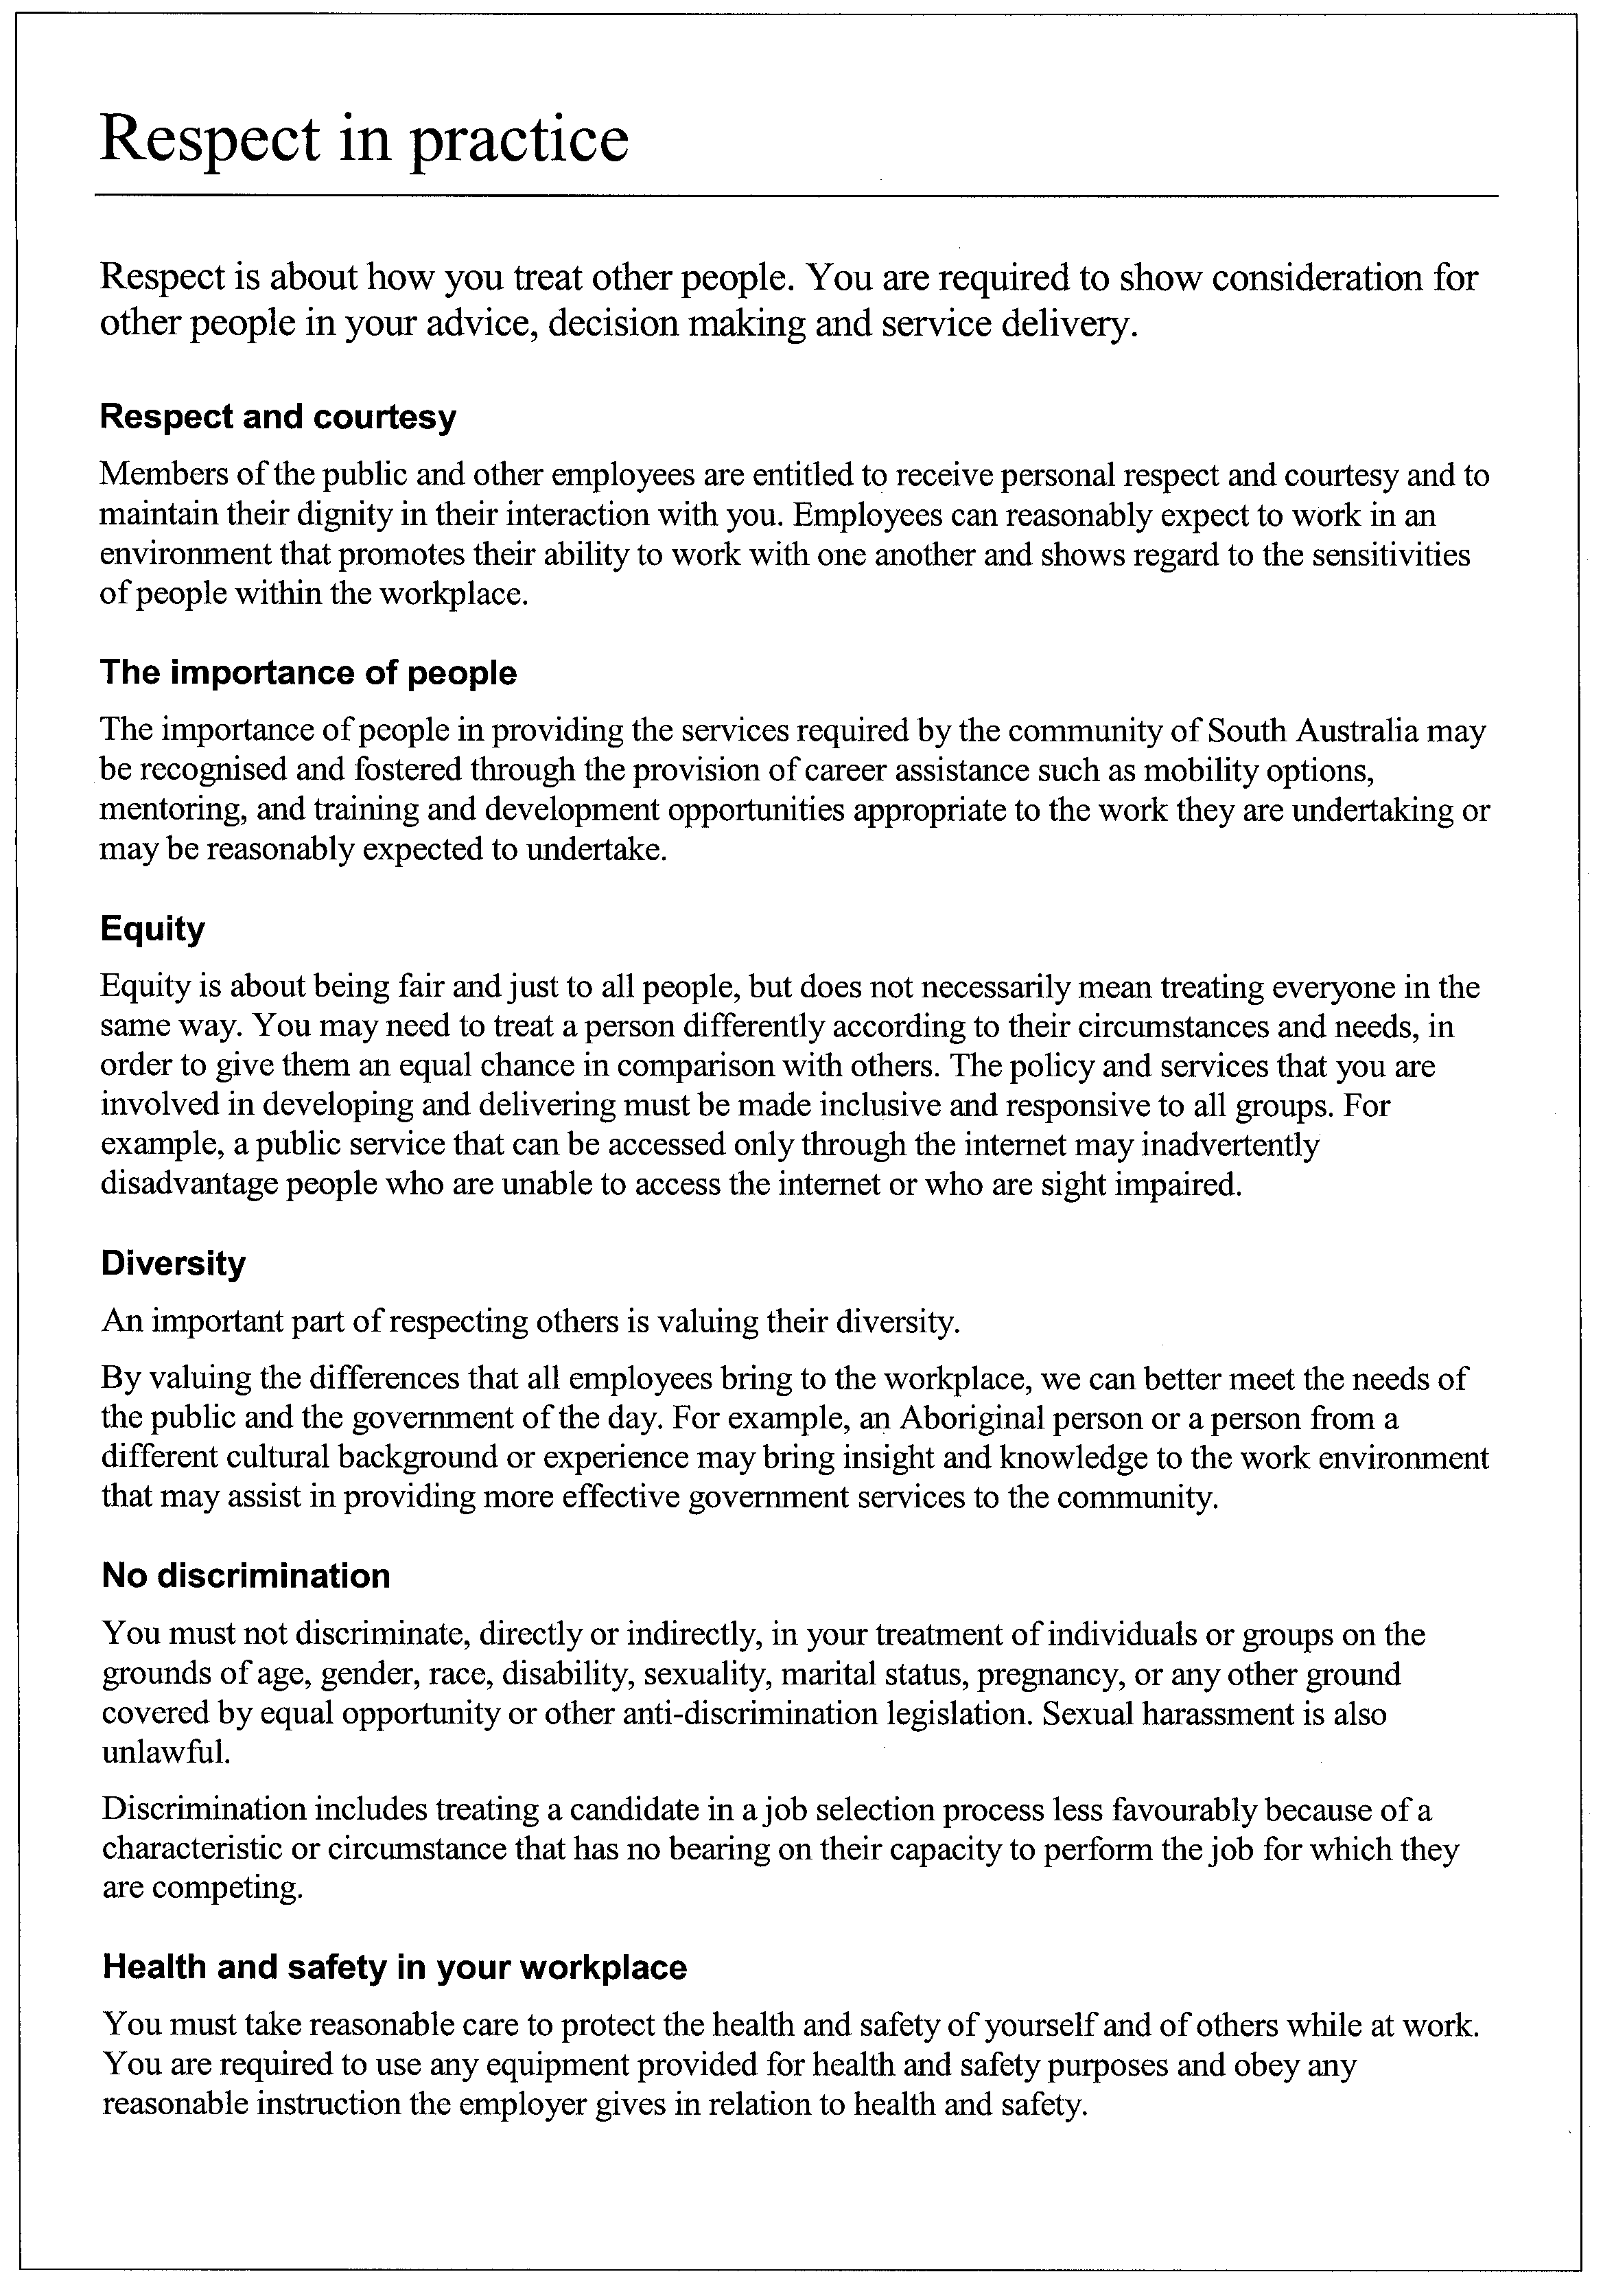 Respect in practice
Respect is about how you treat other people. You are required to show consideration for
other people in your advice, decision making and service delivery.
Respect and courtesy
Members of the public and other employees are entitled to receive personal respect and courtesy and to
maintain their dignity in their interaction with you. Employees can reasonably expect to work in an
environment that promotes their ability to work with one another and shows regard to the sensitivities
of people within the workplace.
The importance of people
The importance of people in providing the services required by the community of South Australia may
be recognised and fostered through the provision of career assistance such as mobility options,
mentoring, and training and development opportunities appropriate to the work they are undertaking or
may be reasonably expected to undertake.
Equity
Equity is about being fair and just to all people, but does not necessarily mean treating everyone in the
same way. You may need to treat a person differently according to their circumstances and needs, in
order to give them an equal chance in comparison with others. The policy and services that you are
involved in developing and delivering must be made inclusive and responsive to all groups. For
example, a public service that can be accessed only through the internet may inadvertently
disadvantage people who are unable to access the internet or who are sight impaired.
Diversity
An important part of respecting others is valuing their diversity.
By valuing the differences that all employees bring to the workplace, we can better meet the needs of
the public and the government of the day. For example, an Aboriginal person or a person from a
different cultural background or experience may bring insight and knowledge to the work environment
that may assist in providing more effective government services to the community.
No discrimination
You must not discriminate, directly or indirectly, in your treatment of individuals or groups on the
grounds of age, gender, race, disability, sexuality, marital status, pregnancy, or any other ground
covered by equal opportunity or other anti-discrimination legislation. Sexual harassment is also
unlawful.
Discrimination includes treating a candidate in a job selection process less favourably because of a
characteristic or circumstance that has no bearing on their capacity to perform the job for which they
are competing.
Health and safety in your workplace
You must take reasonable care to protect the health and safety of yourself and of others while at work.
You are required to use any equipment provided for health and safety purposes and obey any
reasonable instruction the employer gives in relation to health and safety.